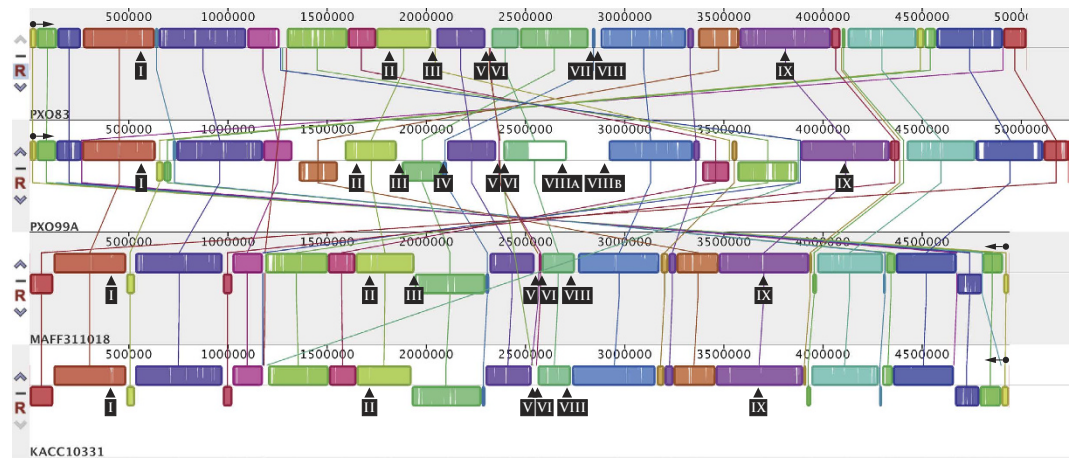 500000 1000000 1500000 2000000 2500000 3000000 3500000 4000000 4500000 50000
R
I II III V VI VII VIII IX
PXO83
500000 1000000 1500000 2000000 2500000 3000000 3500000 4000000 4500000 5000000
R
I II III IV V VI VIIIA VIIIB IX
PXO99A
500000 1000000 1500000 2000000 2500000 3000000 3500000 4000000 4500000
R
I II III V VI VIII IX
MAFF311018
500000 1000000 1500000 2000000 2500000 3000000 3500000 4000000 4500000
R
I II V VI VIII IX
KACC10331